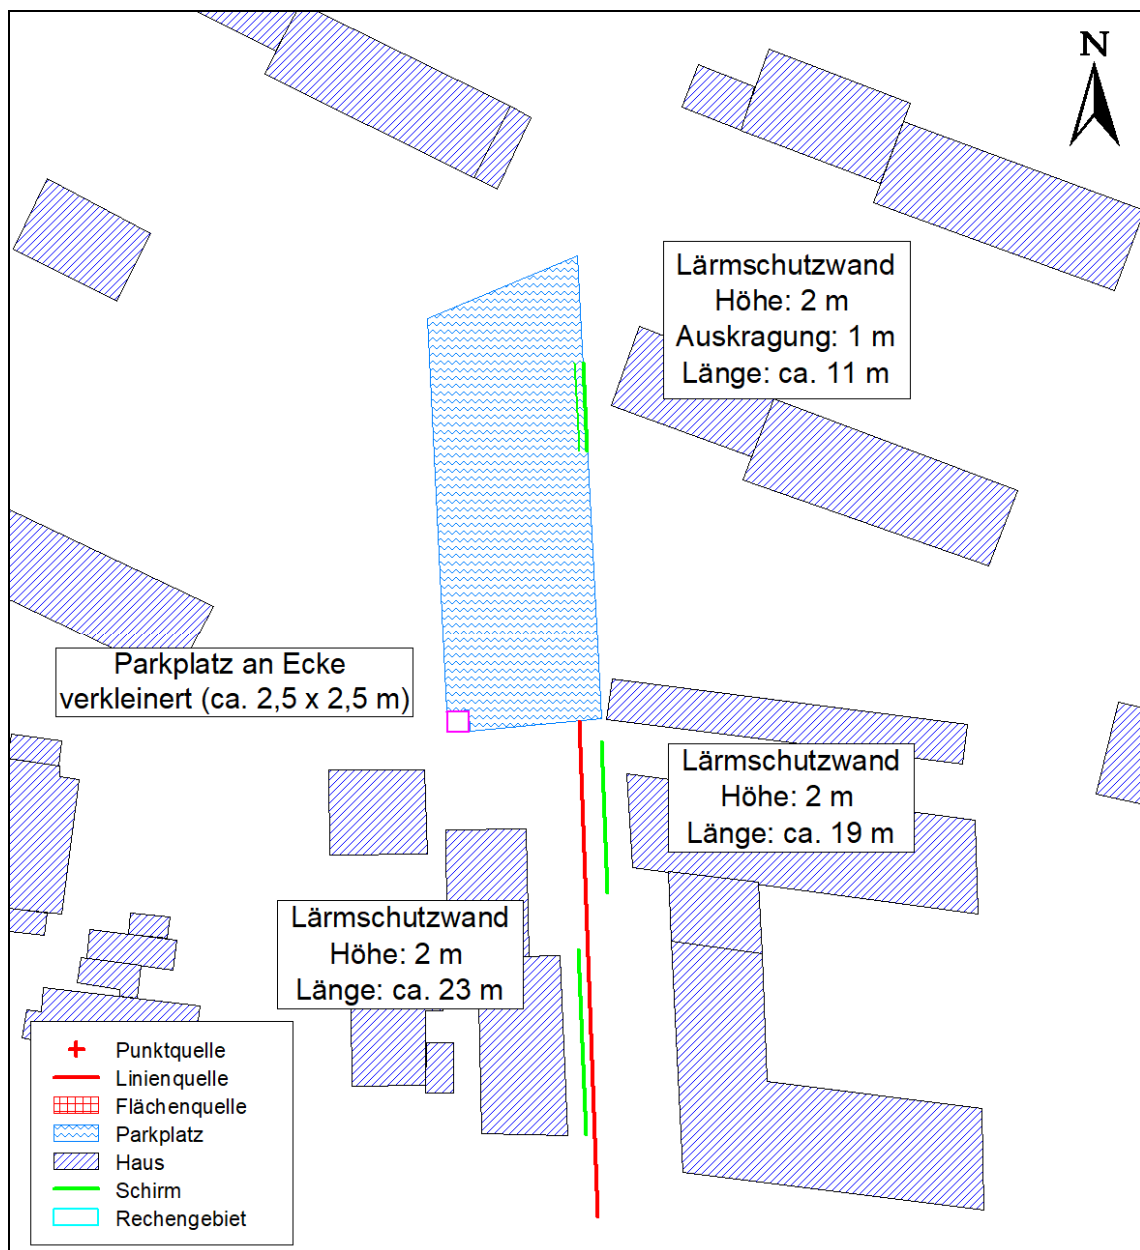 N
Lärmschutzwand
Höhe: 2 m
Auskragung: 1 m
Länge: ca. 11 m
Parkplatz an Ecke
verkleinert (ca. 2,5 x 2,5 m)
Lärmschutzwand
Höhe: 2 m
Länge: ca. 19 m
Lärmschutzwand
Höhe: 2 m
Länge: ca. 23 m
Punktquelle
Linienquelle
Flächenquelle
Parkplatz
Haus
Schirm
Rechengebiet